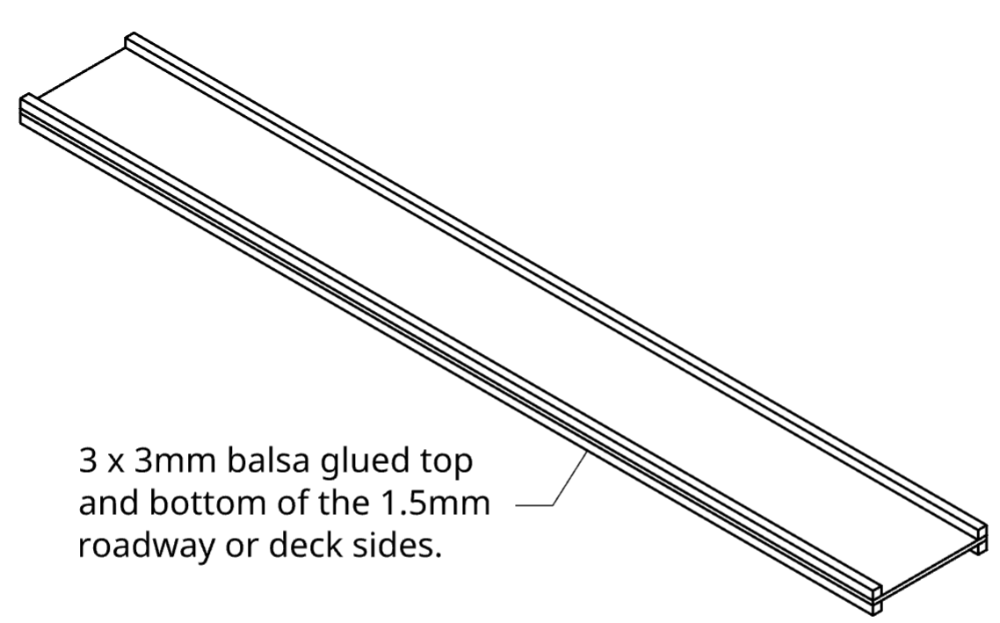 3 x 3mm balsa glued top
and bottom of the 1.5mm
roadway or deck sides.